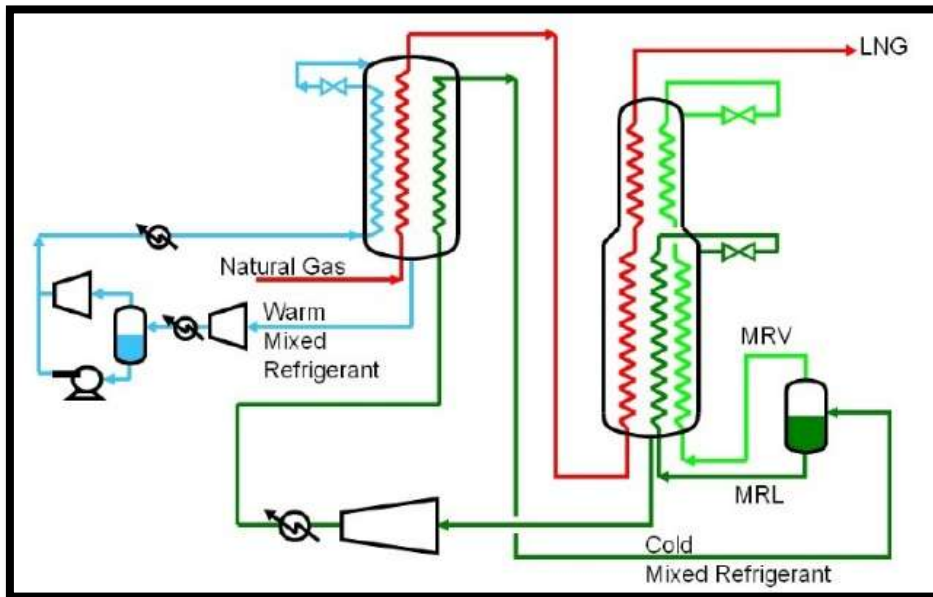 LNG
Natural Gas
Warm
Mixed
Refrigerant
MRV
MRL
Cold
Mixed Refrigerant